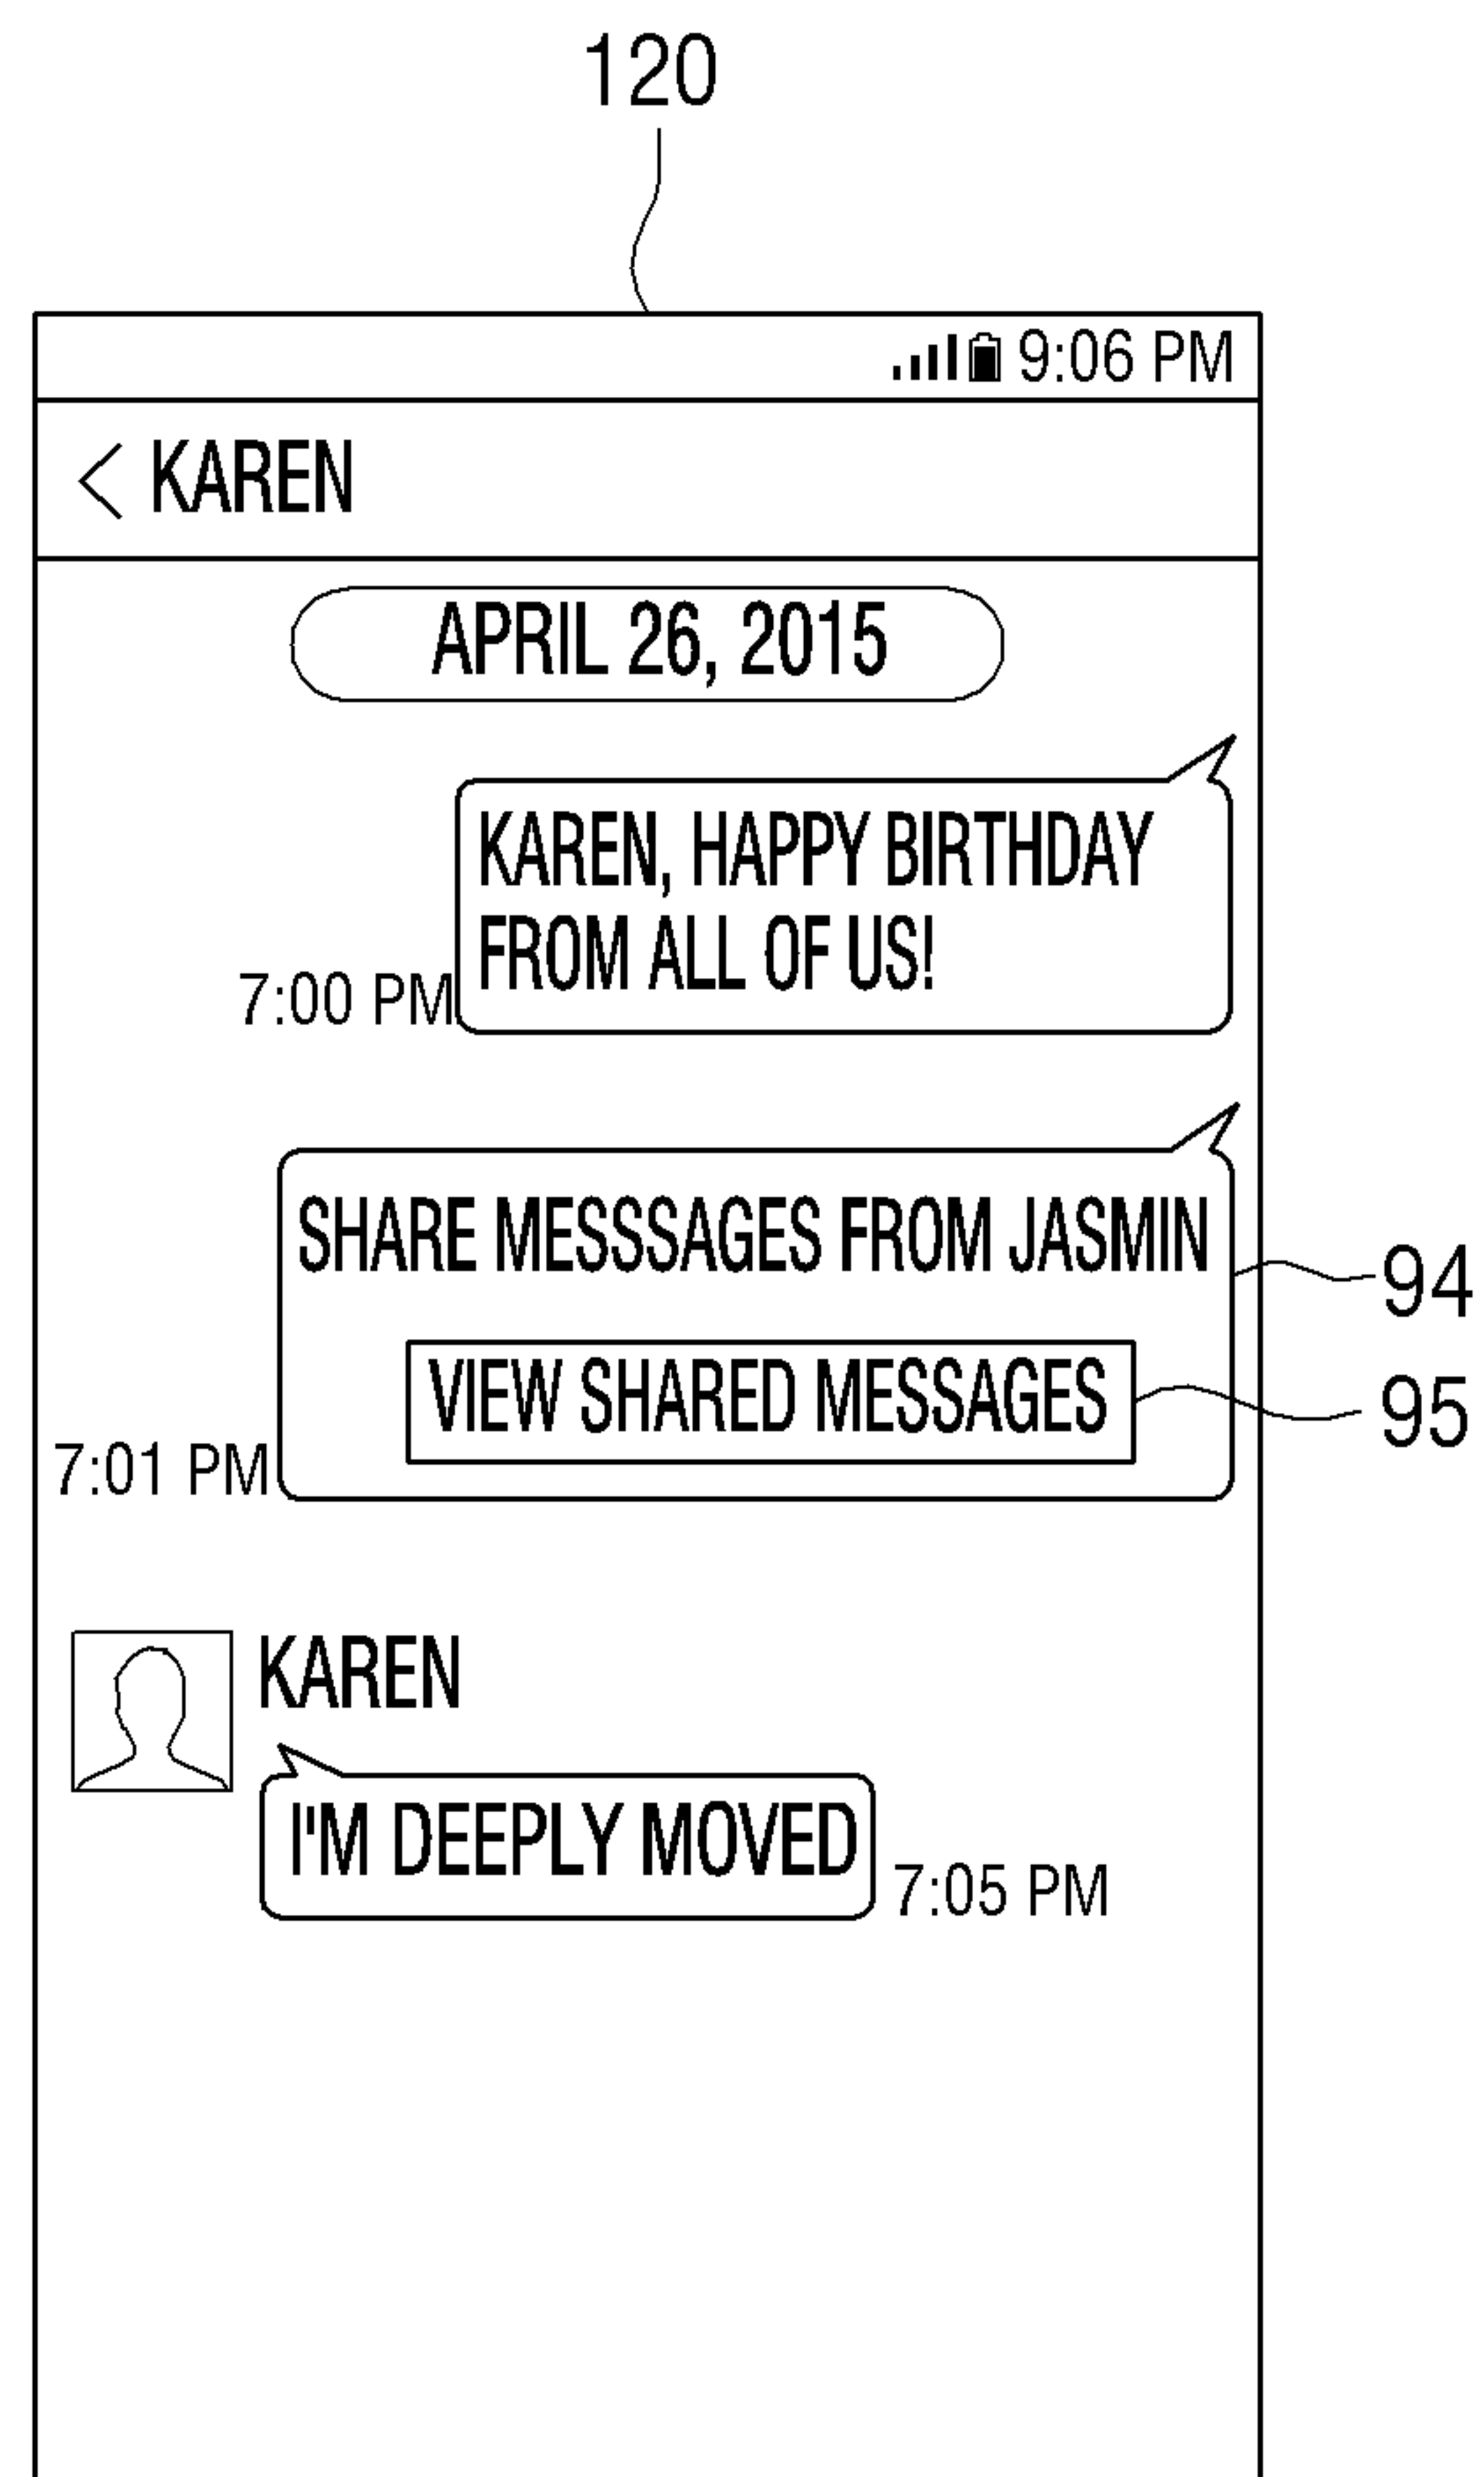 120
9:06 PM
< KAREN
APRIL 26, 2015
KAREN, HAPPY BIRTHDAY
FROM ALL OF US!
7:00 PM
SHARE MESSSAGES FROM JASMIN
94
VIEW SHARED MESSAGES
95
7:01 PM
KAREN
I'M DEEPLY MOVED
7:05 PM